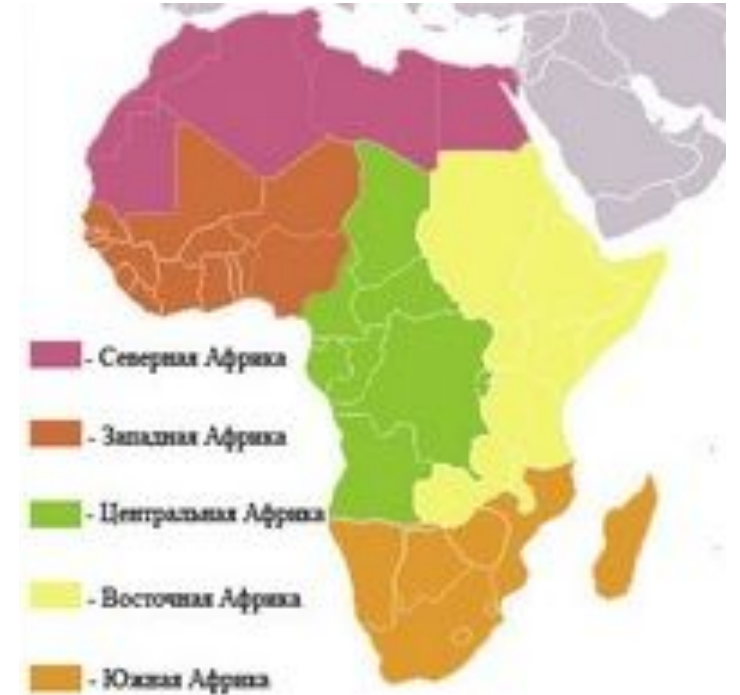 - Северная Африка
- Западная Африка
- Центральная Африка
- Восточная Африка
- Южная Африка